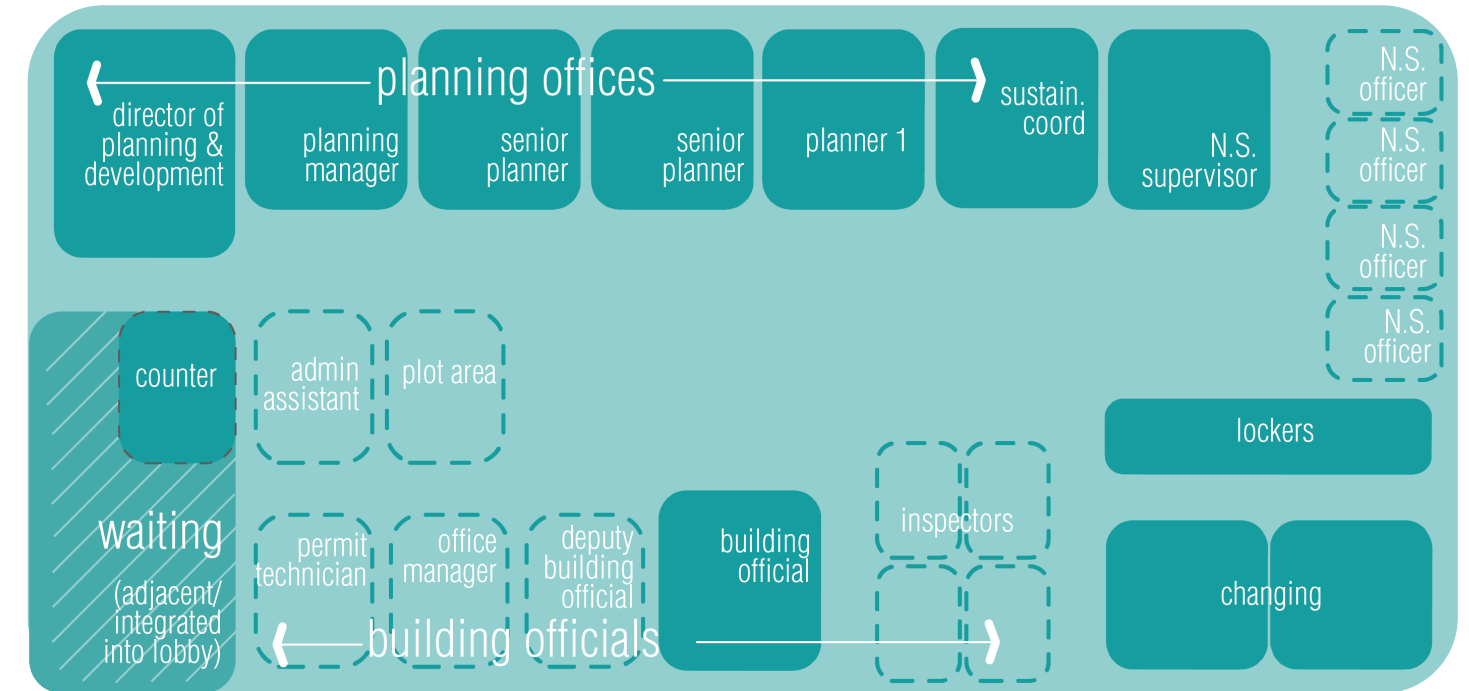 planning offices
director of
planning &
development
planning
manager
senior
planner
senior
planner
planner 1
sustain.
coord
N.S.
supervisor
N.S.
officer
N.S.
officer
N.S.
officer
N.S.
officer
counter
admin
assistant
plot area
lockers
waiting
(adjacent/
integrated
into lobby)
permit
technician
office
manager
deputy
building
official
building
official
inspectors
changing
building officials